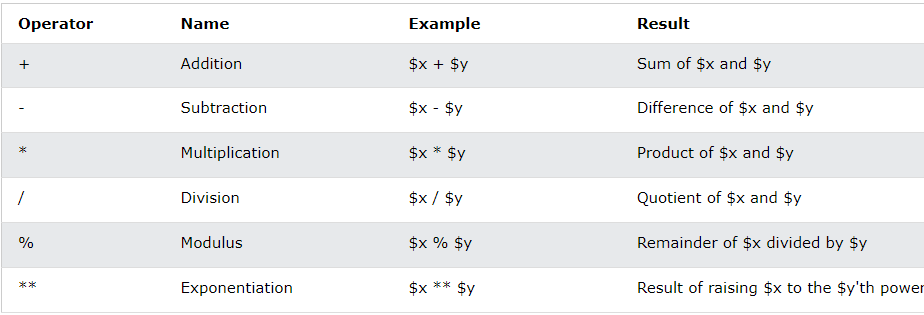 Operator Name Example Result
+ Addition $x + $y Sum of $x and $y
- Subtraction $x - $y Difference of $x and $y
* Multiplication $x * $y Product of $x and $y
/ Division $x / $y Quotient of $x and $y
% Modulus $x % $y Remainder of $x divided by $y
** Exponentiation $x ** $y Result of raising $x to the $y'th power